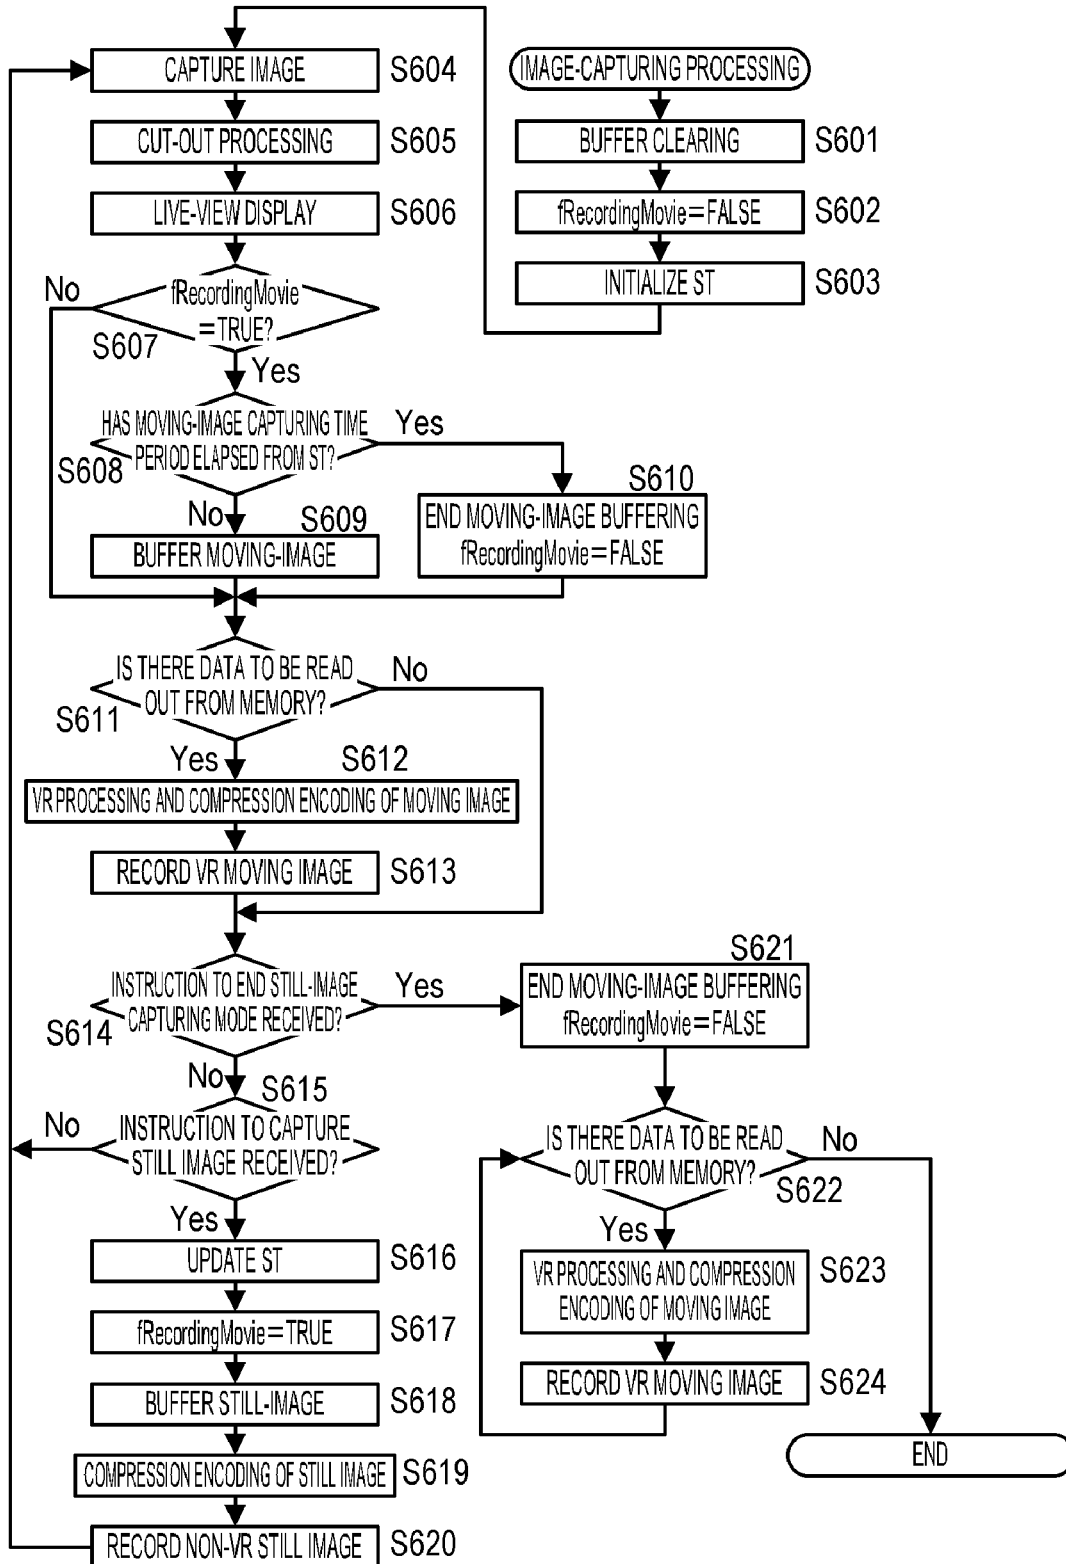 IMAGE-CAPTURING PROCESSING
BUFFER CLEARING S601
fRecordingMovie=FALSE S602
INITIALIZE ST S603
CAPTURE IMAGE S604
CUT-OUT PROCESSING S605
LIVE-VIEW DISPLAY S606
No
fRecordingMovie
=TRUE?
S607
Yes
HAS MOVING-IMAGE CAPTURING TIME
PERIOD ELAPSED FROM ST?
S608
Yes
No
S609
BUFFER MOVING-IMAGE
S610
END MOVING-IMAGE BUFFERING
fRecordingMovie=FALSE
IS THERE DATA TO BE READ
OUT FROM MEMORY?
S611
No
Yes
S612
VR PROCESSING AND COMPRESSION ENCODING OF MOVING IMAGE
RECORD VR MOVING IMAGE S613
INSTRUCTION TO END STILL-IMAGE
CAPTURING MODE RECEIVED?
S614
Yes
No
S615
INSTRUCTION TO CAPTURE
STILL IMAGE RECEIVED?
No
Yes
UPDATE ST S616
fRecordingMovie=TRUE S617
BUFFER STILL-IMAGE S618
COMPRESSION ENCODING OF STILL IMAGE S619
RECORD NON-VR STILL IMAGE S620
S621
END MOVING-IMAGE BUFFERING
fRecordingMovie=FALSE
IS THERE DATA TO BE READ
OUT FROM MEMORY?
S622
No
Yes
VR PROCESSING AND COMPRESSION
ENCODING OF MOVING IMAGE
S623
RECORD VR MOVING IMAGE S624
END